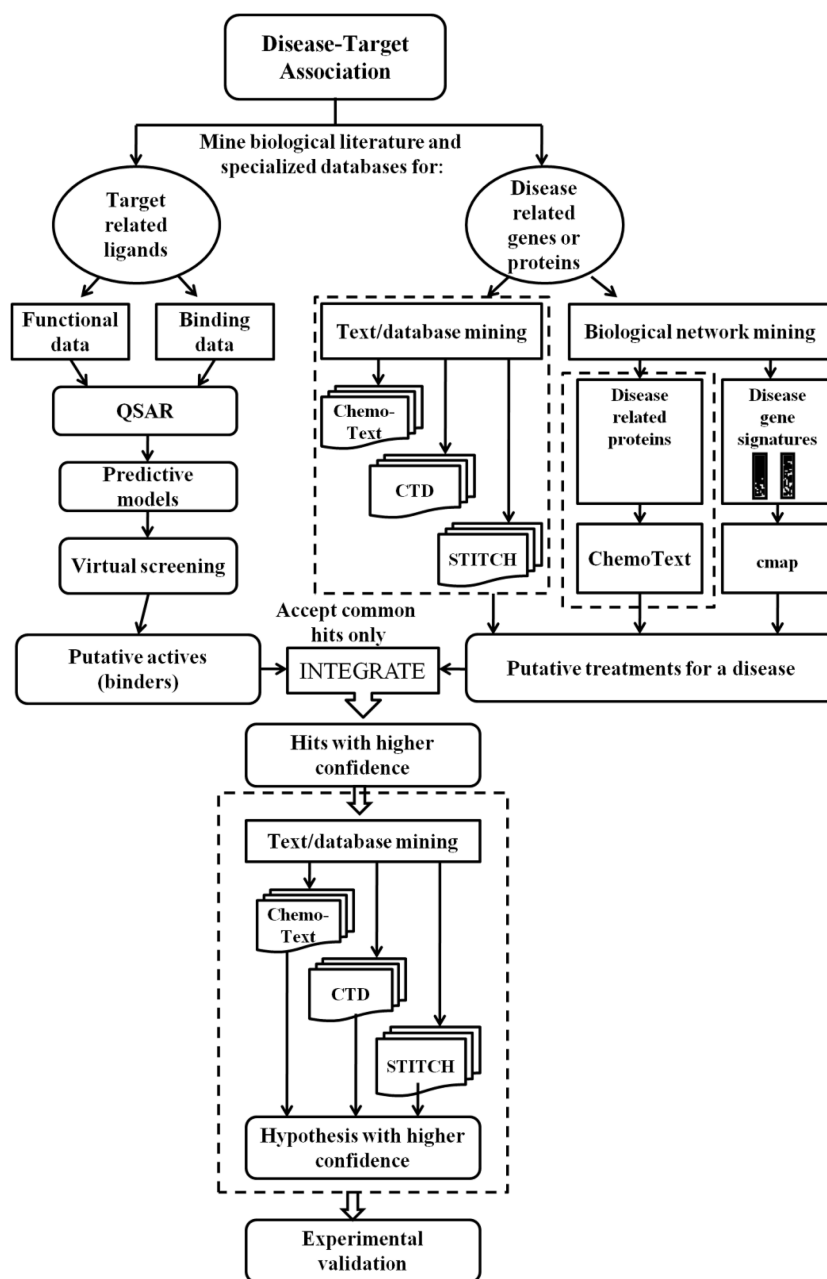 Disease-Target
Association
Mine biological literature and
specialized databases for:
Target
related
ligands
Disease
related
genes or
proteins
Functional
data
Binding
data
Text/database mining
Biological network mining
Chemo-
Text
CTD
STITCH
Disease
related
proteins
Disease
gene
signatures
QSAR
Predictive
models
Virtual screening
ChemoText
cmap
Accept common
hits only
Putative actives
(binders)
INTEGRATE
Putative treatments for a disease
Hits with higher
confidence
Text/database mining
Chemo-
Text
CTD
STITCH
Hypothesis with higher
confidence
Experimental
validation